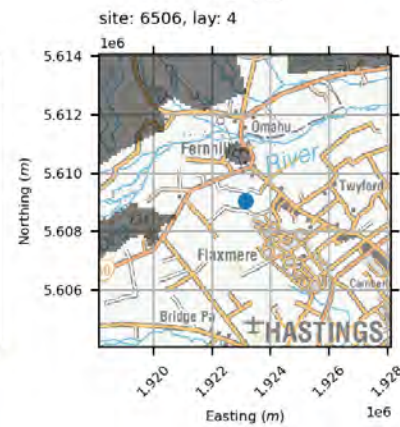 site: 6506, lay: 4
1e6
5.614
5.612
5.610
5.608
5.606
Northing (m)
Omahu
Fernhill
River
Twyford
Flaxmere
Bridge Pa
HASTINGS
1.920
1.922
1.924
1.926
1.928
1e6
Easting (m)